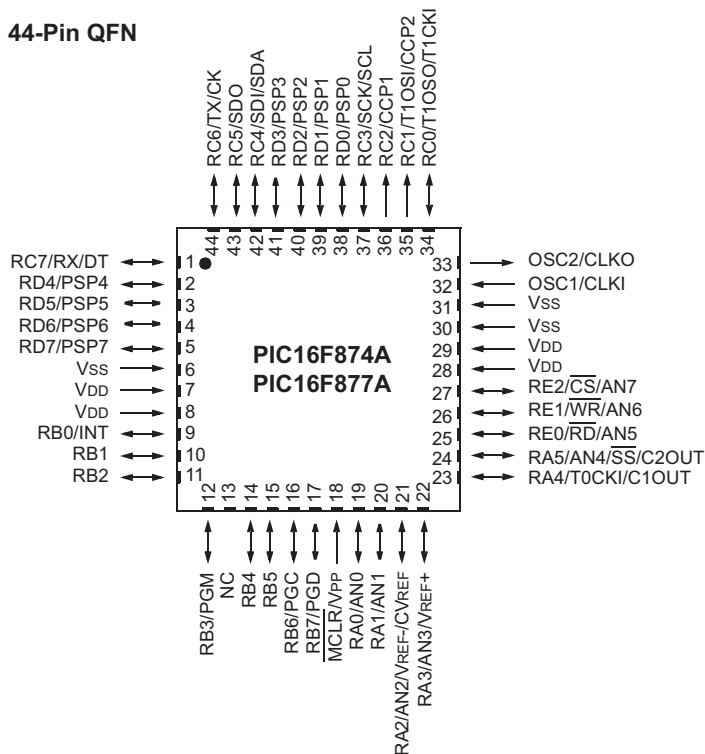 44-Pin QFN
RC6/TX/CK
RC5/SDO
RC4/SDI/SDA
RD3/PSP3
RD2/PSP2
RD1/PSP1
RD0/PSP0
RC3/SCK/SCL
RC2/CCP1
RC1/T1OSI/CCP2
RC0/T1OSO/T1CKI
44
43
42
41
40
39
38
37
36
35
34
RC7/RX/DT 1
RD4/PSP4 2
RD5/PSP5 3
RD6/PSP6 4
RD7/PSP7 5
VSS 6
VDD 7
VDD 8
RB0/INT 9
RB1 10
RB2 11
PIC16F874A
PIC16F877A
33 OSC2/CLKO
32 OSC1/CLKI
31 VSS
30 VSS
29 VDD
28 VDD
27 RE2/CS/AN7
26 RE1/WR/AN6
25 RE0/RD/AN5
24 RA5/AN4/SS/C2OUT
23 RA4/T0CKI/C1OUT
12
13
14
15
16
17
18
19
20
21
22
RB3/PGM
NC
RB4
RB5
RB6/PGC
RB7/PGD
MCLR/VPP
RA0/AN0
RA1/AN1
RA2/AN2/VREF-/CVREF
RA3/AN3/VREF+